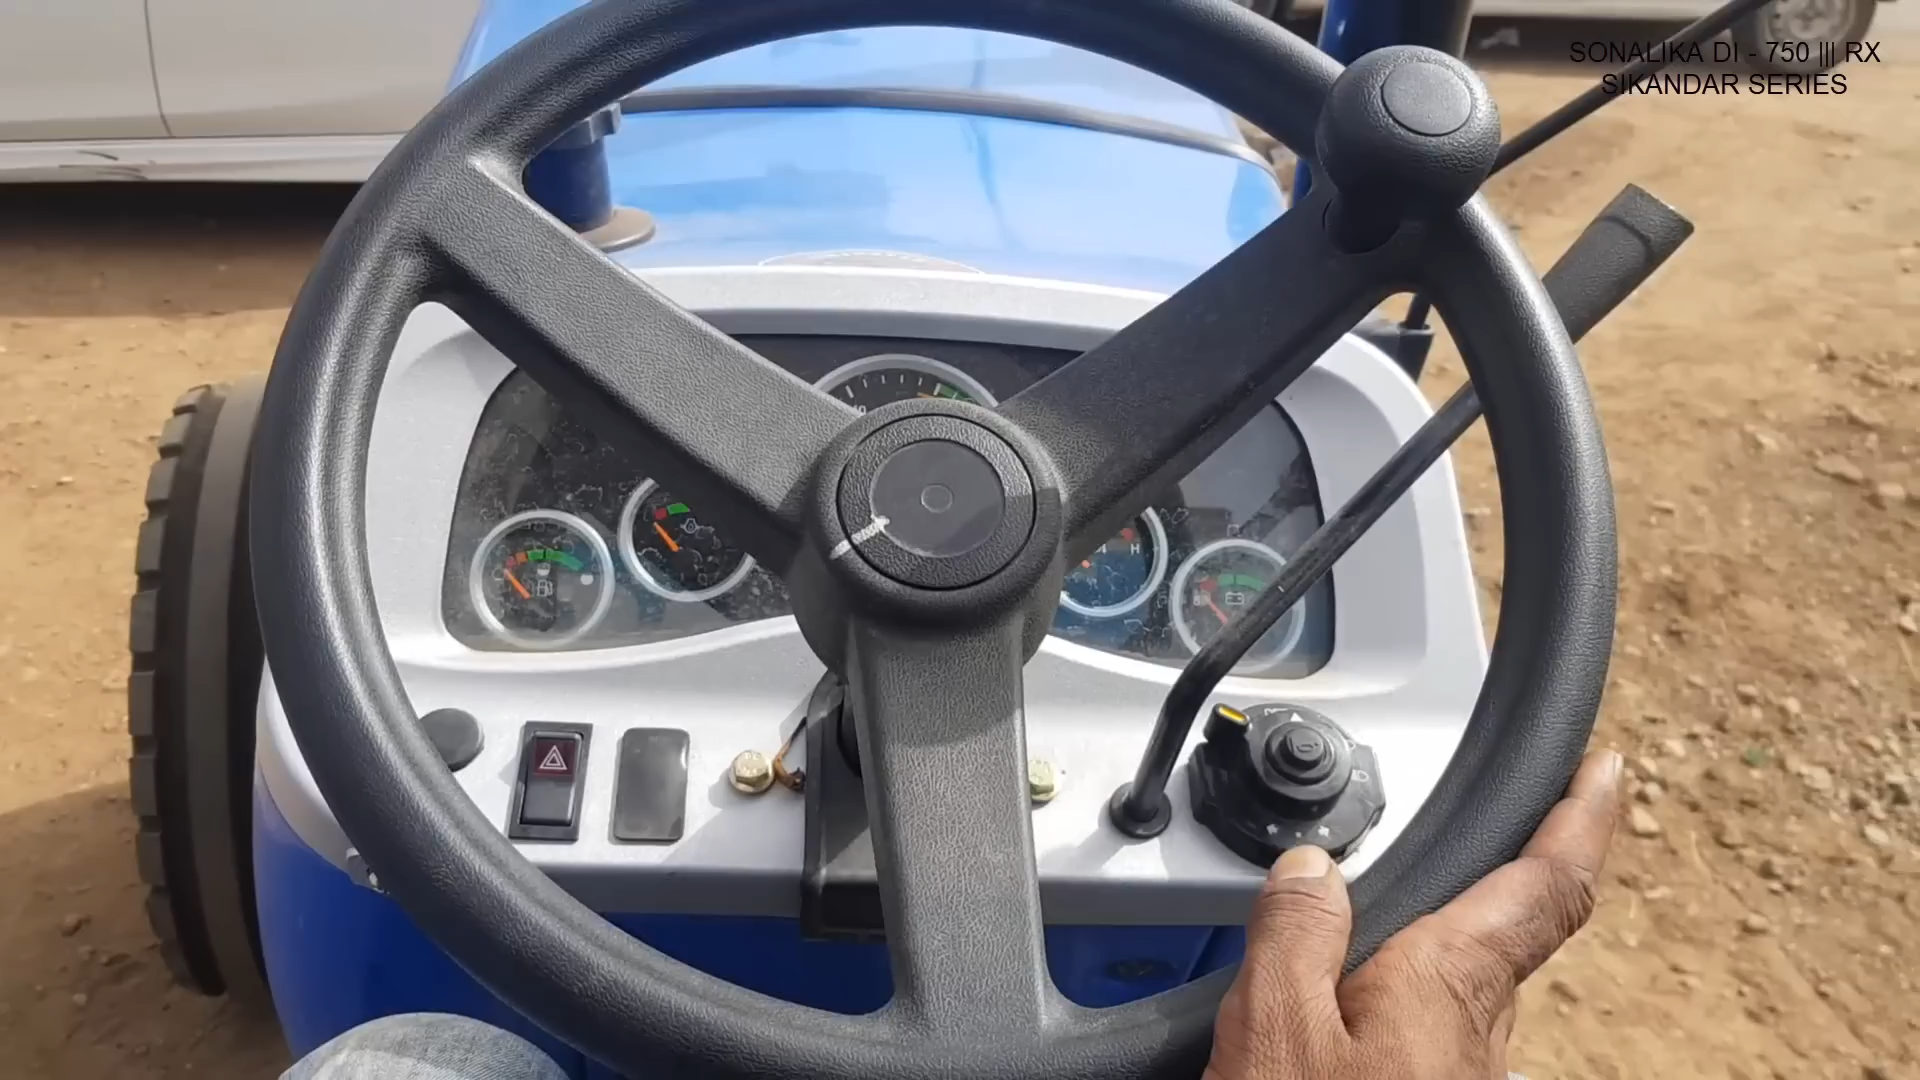 SONALIKA DI - 750 ||| RX
SIKANDAR SERIES
H